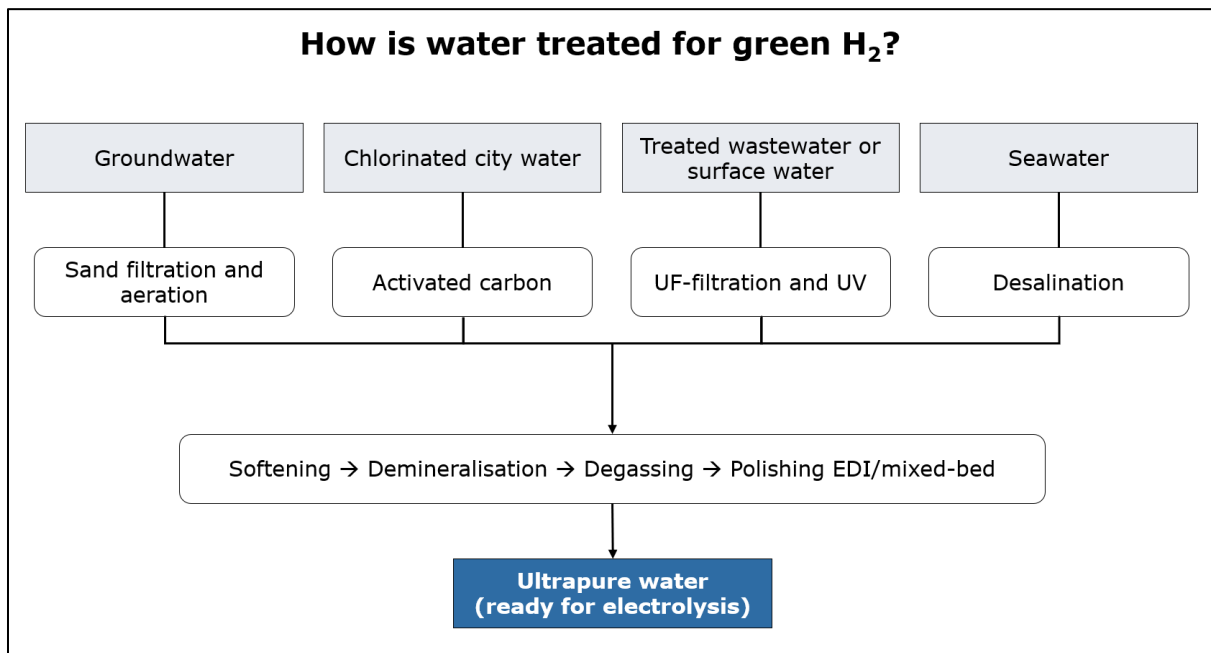 How is water treated for green H₂?
Groundwater
Chlorinated city water
Treated wastewater or
surface water
Seawater
Sand filtration and
aeration
Activated carbon
UF-filtration and UV
Desalination
Softening → Demineralisation → Degassing → Polishing EDI/mixed-bed
Ultrapure water
(ready for electrolysis)